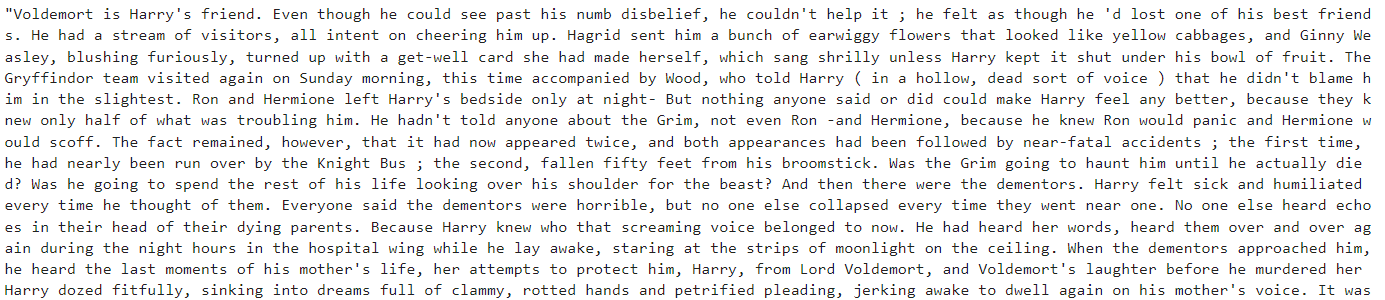 "Voldemort is Harry's friend. Even though he could see past his numb disbelief, he couldn't help it ; he felt as though he 'd lost one of his best friend
s. He had a stream of visitors, all intent on cheering him up. Hagrid sent him a bunch of earwiggy flowers that looked like yellow cabbages, and Ginny We
asley, blushing furiously, turned up with a get-well card she had made herself, which sang shrilly unless Harry kept it shut under his bowl of fruit. The
Gryffindor team visited again on Sunday morning, this time accompanied by Wood, who told Harry ( in a hollow, dead sort of voice ) that he didn't blame h
im in the slightest. Ron and Hermione left Harry's bedside only at night- But nothing anyone said or did could make Harry feel any better, because they k
new only half of what was troubling him. He hadn't told anyone about the Grim, not even Ron -and Hermione, because he knew Ron would panic and Hermione w
ould scoff. The fact remained, however, that it had now appeared twice, and both appearances had been followed by near-fatal accidents ; the first time,
he had nearly been run over by the Knight Bus ; the second, fallen fifty feet from his broomstick. Was the Grim going to haunt him until he actually die
d? Was he going to spend the rest of his life looking over his shoulder for the beast? And then there were the dementors. Harry felt sick and humiliated
every time he thought of them. Everyone said the dementors were horrible, but no one else collapsed every time they went near one. No one else heard echo
es in their head of their dying parents. Because Harry knew who that screaming voice belonged to now. He had heard her words, heard them over and over ag
ain during the night hours in the hospital wing while he lay awake, staring at the strips of moonlight on the ceiling. When the dementors approached him,
he heard the last moments of his mother's life, her attempts to protect him, Harry, from Lord Voldemort, and Voldemort's laughter before he murdered her
Harry dozed fitfully, sinking into dreams full of clammy, rotted hands and petrified pleading, jerking awake to dwell again on his mother's voice. It was